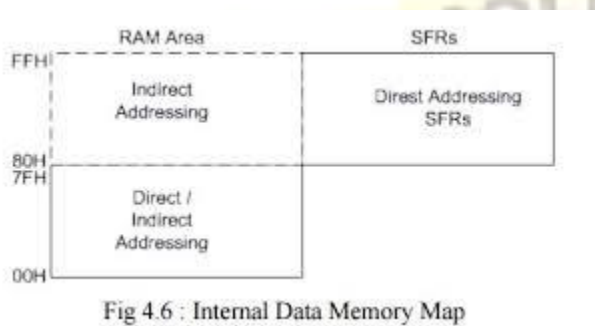 RAM Area
SFRs
FFH
Indirect
Addressing
Direst Addressing
SFRs
80H
7FH
Direct /
Indirect
Addressing
00H
Fig 4.6 : Internal Data Memory Map